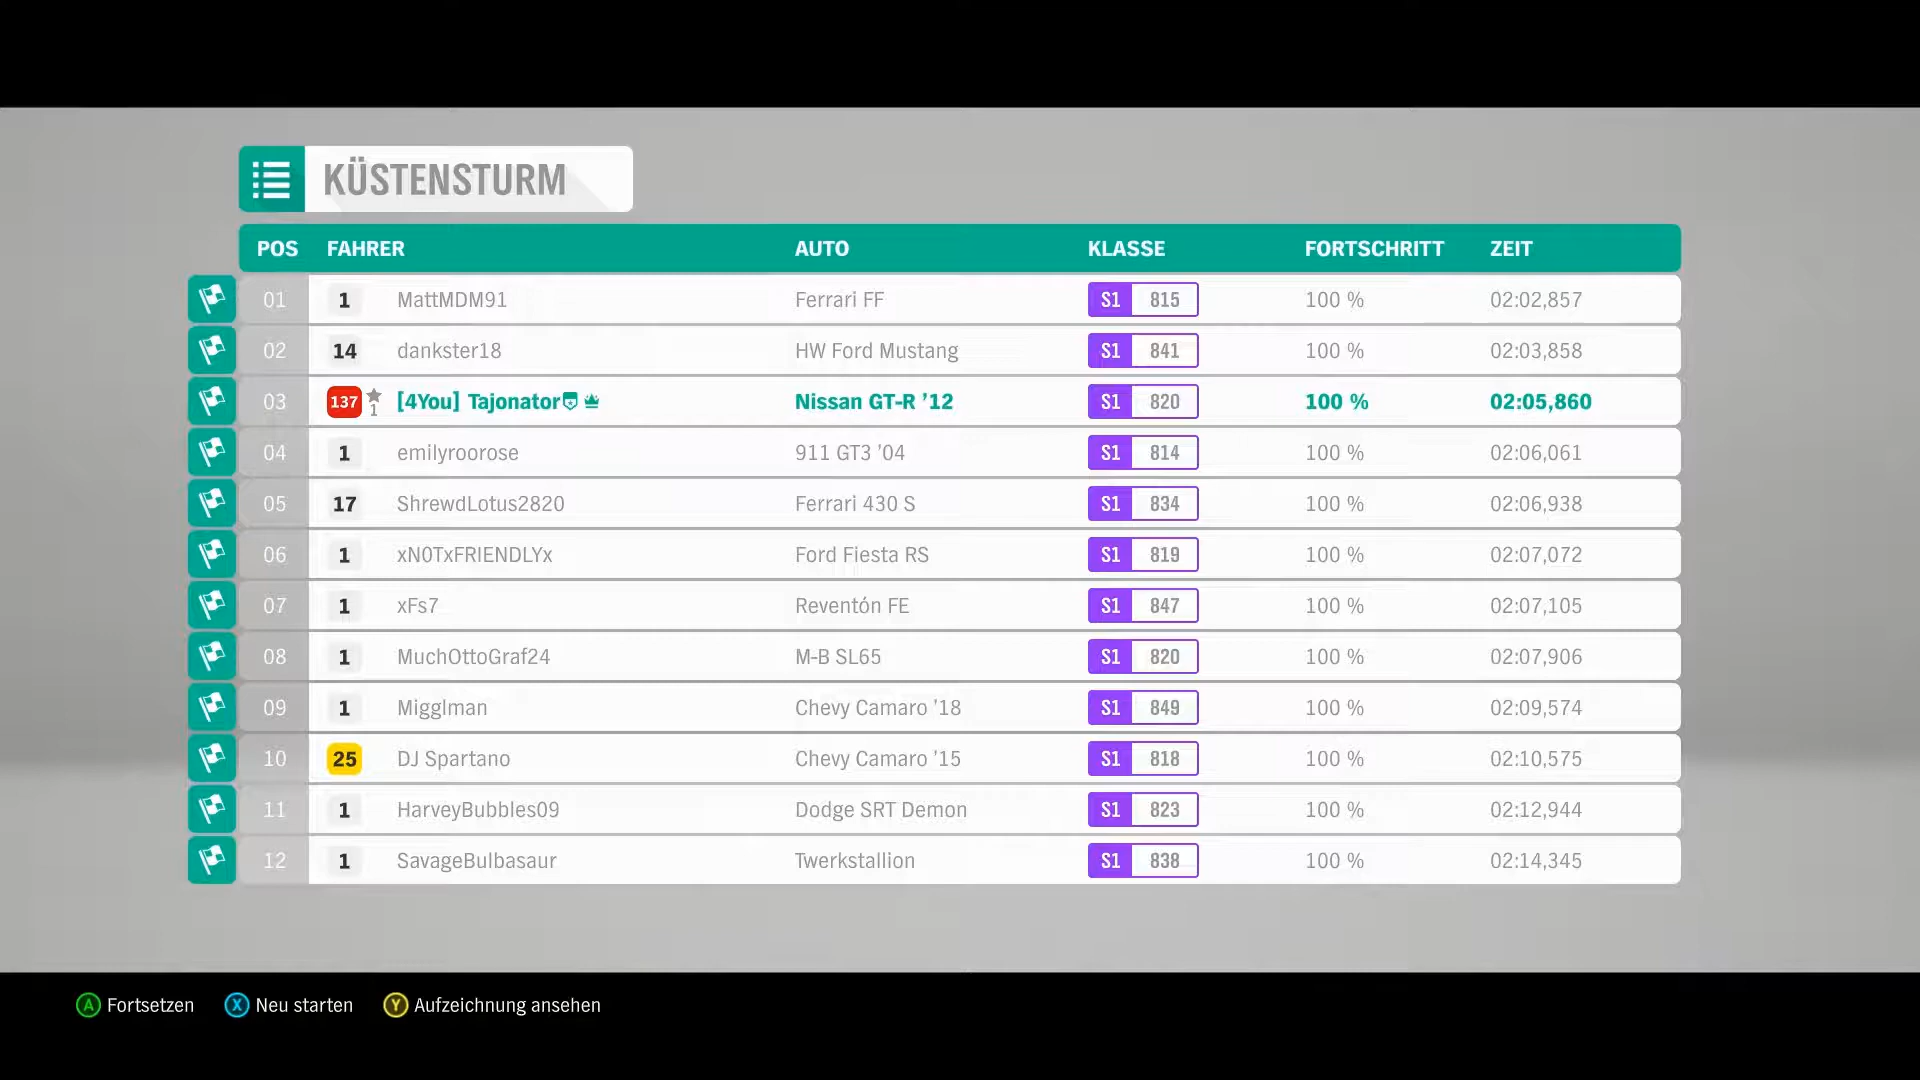 KÜSTENSTURM
POS FAHRER AUTO KLASSE FORTSCHRITT ZEIT
01 1 MattMDM91 Ferrari FF S1 815 100 % 02:02,857
02 14 dankster18 HW Ford Mustang S1 841 100 % 02:03,858
03 137 1 [4You] Tajonator Nissan GT-R ’12 S1 820 100 % 02:05,860
04 1 emilyroorose 911 GT3 ’04 S1 814 100 % 02:06,061
05 17 ShrewdLotus2820 Ferrari 430 S S1 834 100 % 02:06,938
06 1 xN0TxFRIENDLYx Ford Fiesta RS S1 819 100 % 02:07,072
07 1 xFs7 Reventón FE S1 847 100 % 02:07,105
08 1 MuchOttoGraf24 M-B SL65 S1 820 100 % 02:07,906
09 1 Migglman Chevy Camaro ’18 S1 849 100 % 02:09,574
10 25 DJ Spartano Chevy Camaro ’15 S1 818 100 % 02:10,575
11 1 HarveyBubbles09 Dodge SRT Demon S1 823 100 % 02:12,944
12 1 SavageBulbasaur Twerkstallion S1 838 100 % 02:14,345
A Fortsetzen X Neu starten Y Aufzeichnung ansehen